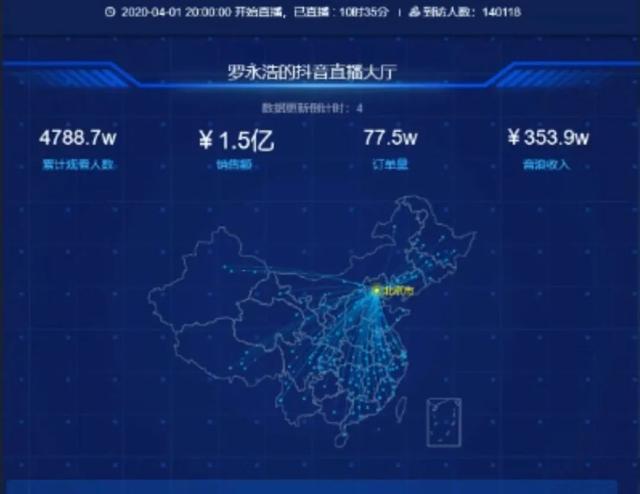 2020-04-01 20:00:00 开始直播，已直播：10时35分 | 到访人数：140118
罗永浩的抖音直播大厅
数据更新倒计时：4
4788.7w ￥1.5亿 77.5w ￥353.9w
累计观看人数 销售额 订单量 音浪收入
北京市